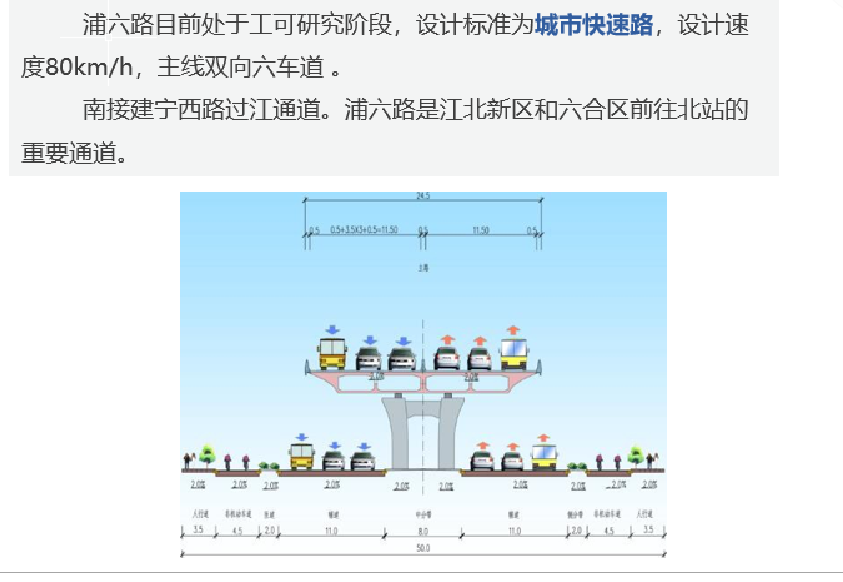 浦六路目前处于工可研究阶段，设计标准为城市快速路，设计速
度80km/h，主线双向六车道 。
南接建宁西路过江通道。浦六路是江北新区和六合区前往北站的
重要通道。
24.5
0.5 0.5+3.5X3+0.5=11.50 0.5 11.50 0.5
2.0% 2.0%
2.0% 2.0% 2.0% 2.0% 2.0% 2.0% 2.0% 2.0% 2.0% 2.0%
人行道 非机动车道 辅道 中分带 辅道 侧分带 非机动车道 人行道
3.5 4.5 2.0 11.0 8.0 11.0 2.0 4.5 3.5
50.0